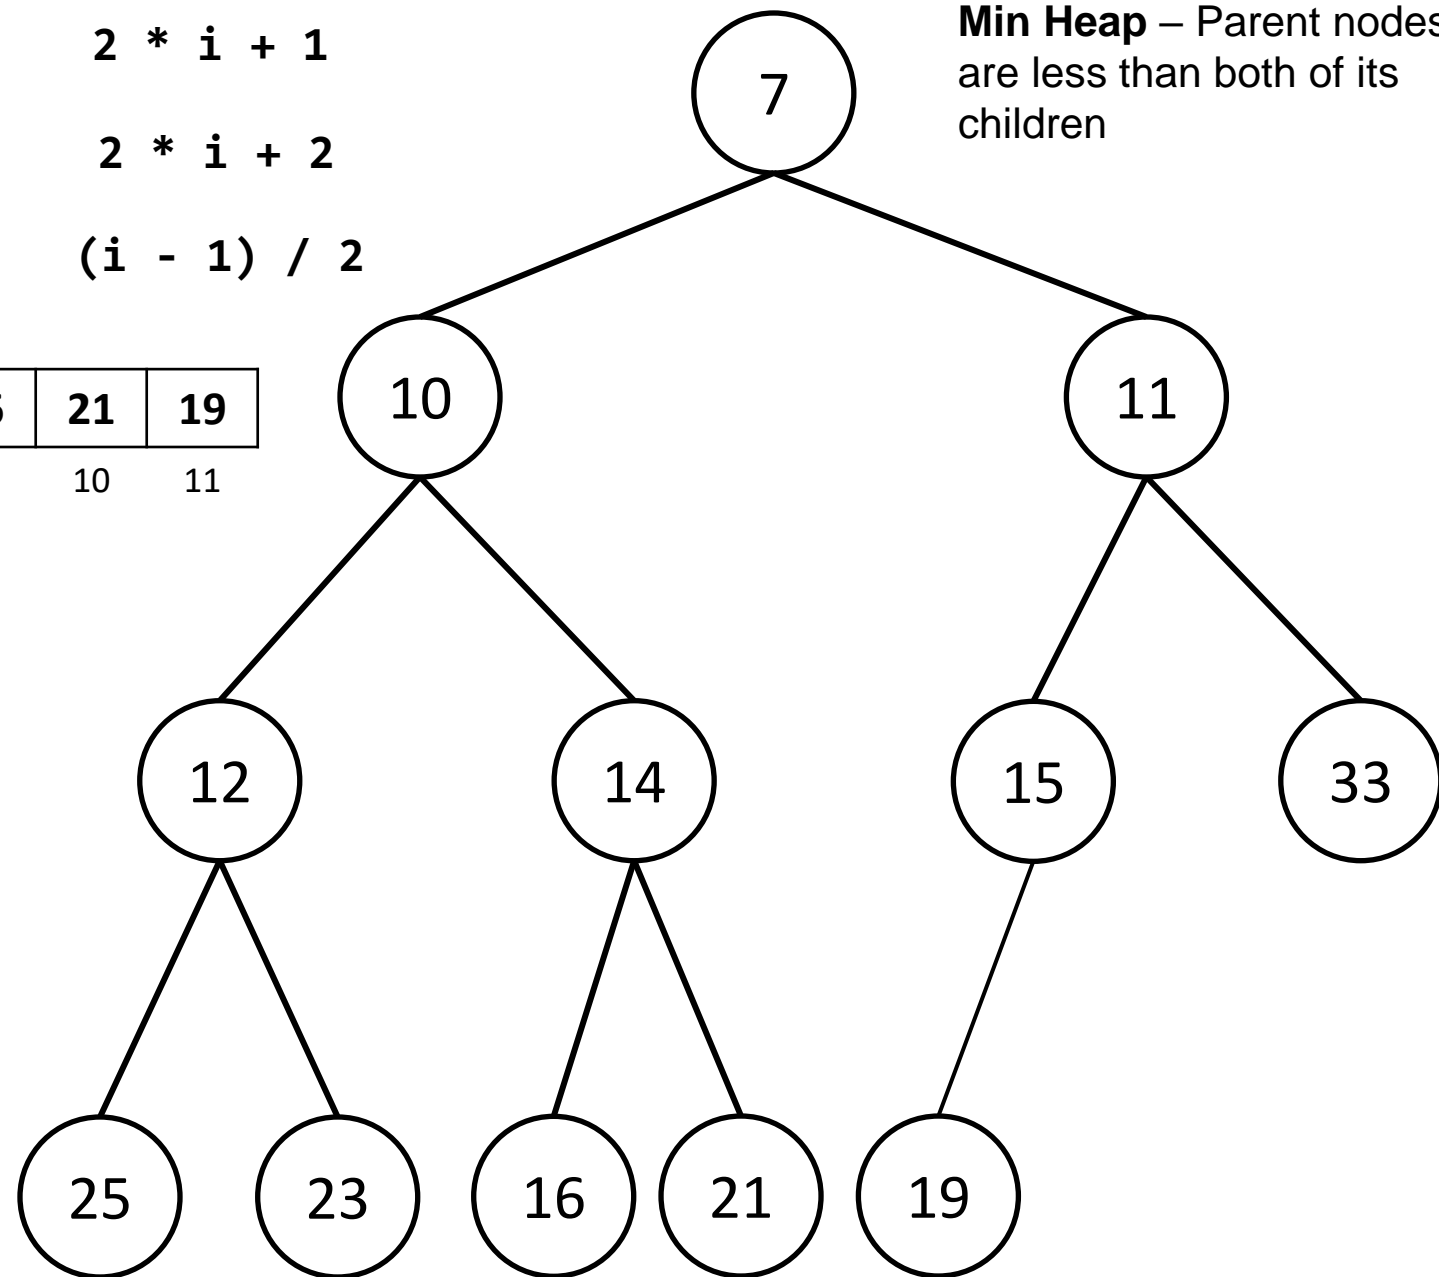 2 * i + 1
2 * i + 2
(i - 1) / 2
Min Heap – Parent nodes
are less than both of its
children
7
21 19
10 11
10 11
12 14 15 33
25 23 16 21 19